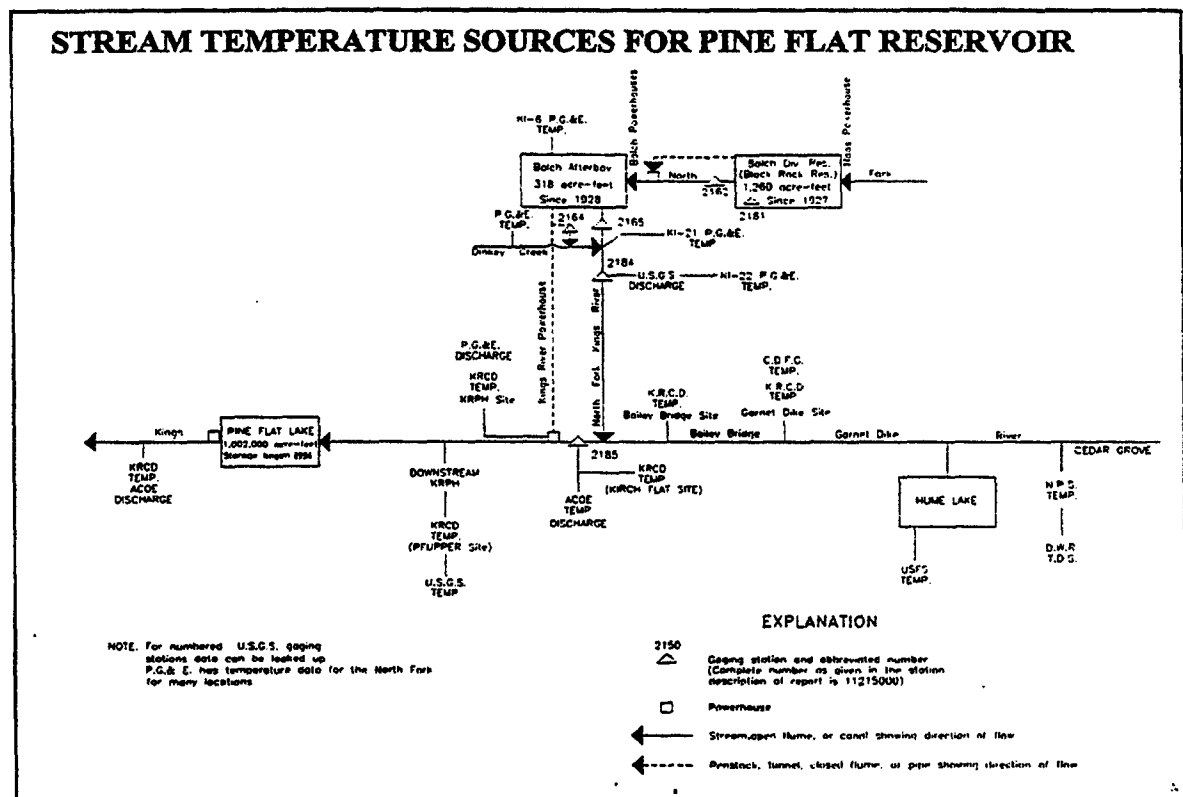 STREAM TEMPERATURE SOURCES FOR PINE FLAT RESERVOIR
KI-6 P.G.&E.
TEMP.
Balch Powerhouses
Haas Powerhouse
Balch Afterbay
318 acre-feet
Since 1928
North
2162
Balch Div. Res.
(Black Rock Res.)
1,260 acre-feet
Since 1927
2181
Fork
P.G.&E.
TEMP.
2164
2165
KI-21 P.G.&E.
TEMP
Dinkey Creek
2184
U.S.G.S
DISCHARGE
KI-22 P.G.&E.
TEMP.
Kings River Powerhouse
North Fork Kings River
P.G.&E.
DISCHARGE
KRCD
TEMP.
KRPH Site
K.R.C.D.
TEMP.
Bailey Bridge Site
C.D.F.G.
TEMP.
K.R.C.D
TEMP
Garnet Dike Site
Kings
PINE FLAT LAKE
1,002,000 acre-feet
Storage began 1954
2185
Bailey Bridge
Garnet Dike
River
CEDAR GROVE
KRCD
TEMP.
ACOE
DISCHARGE
DOWNSTREAM
KRPH
KRCD
TEMP.
(PFUPPER Site)
U.S.G.S.
TEMP
ACOE
TEMP
DISCHARGE
KRCD
TEMP
(KIRCH FLAT SITE)
HUME LAKE
USFS
TEMP.
N.P.S.
TEMP.
D.W.R
T.D.S.
NOTE. For numbered U.S.G.S. gaging
stations data can be looked up
P.G.& E. has temperature data for the North Fork
for many locations
EXPLANATION
2150
Gaging station and abbreviated number
(Complete number as given in the station
description of report is 11215000)
Powerhouse
Stream,open flume, or canal showing direction of flow
Penstock, tunnel, closed flume, or pipe showing direction of flow